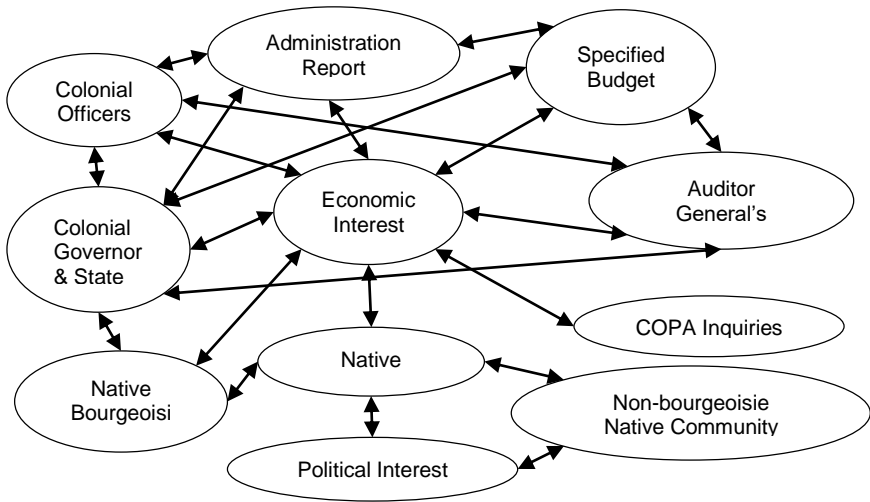 Administration
Report
Specified
Budget
Colonial
Officers
Economic
Interest
Auditor
General's
Colonial
Governor
& State
COPA Inquiries
Native
Native
Bourgeoisi
Non-bourgeoisie
Native Community
Political Interest